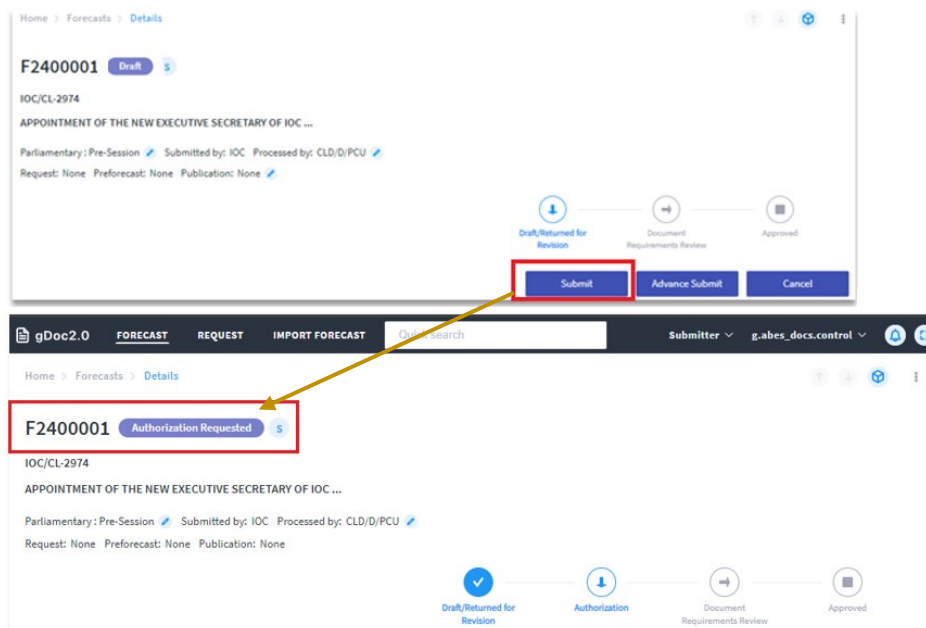 Home > Forecasts > Details
F2400001 Draft S
IOC/CL-2974
APPOINTMENT OF THE NEW EXECUTIVE SECRETARY OF IOC ...
Parliamentary : Pre-Session Submitted by: IOC Processed by: CLD/D/PCU
Request: None Preforecast: None Publication: None
Draft/Returned for Revision
Document Requirements Review
Approved
Submit Advance Submit Cancel
gDoc2.0 FORECAST REQUEST IMPORT FORECAST Quick search Submitter g.abes_docs.control
Home > Forecasts > Details
F2400001 Authorization Requested S
IOC/CL-2974
APPOINTMENT OF THE NEW EXECUTIVE SECRETARY OF IOC ...
Parliamentary : Pre-Session Submitted by: IOC Processed by: CLD/D/PCU
Request: None Preforecast: None Publication: None
Draft/Returned for Revision
Authorization
Document Requirements Review
Approved